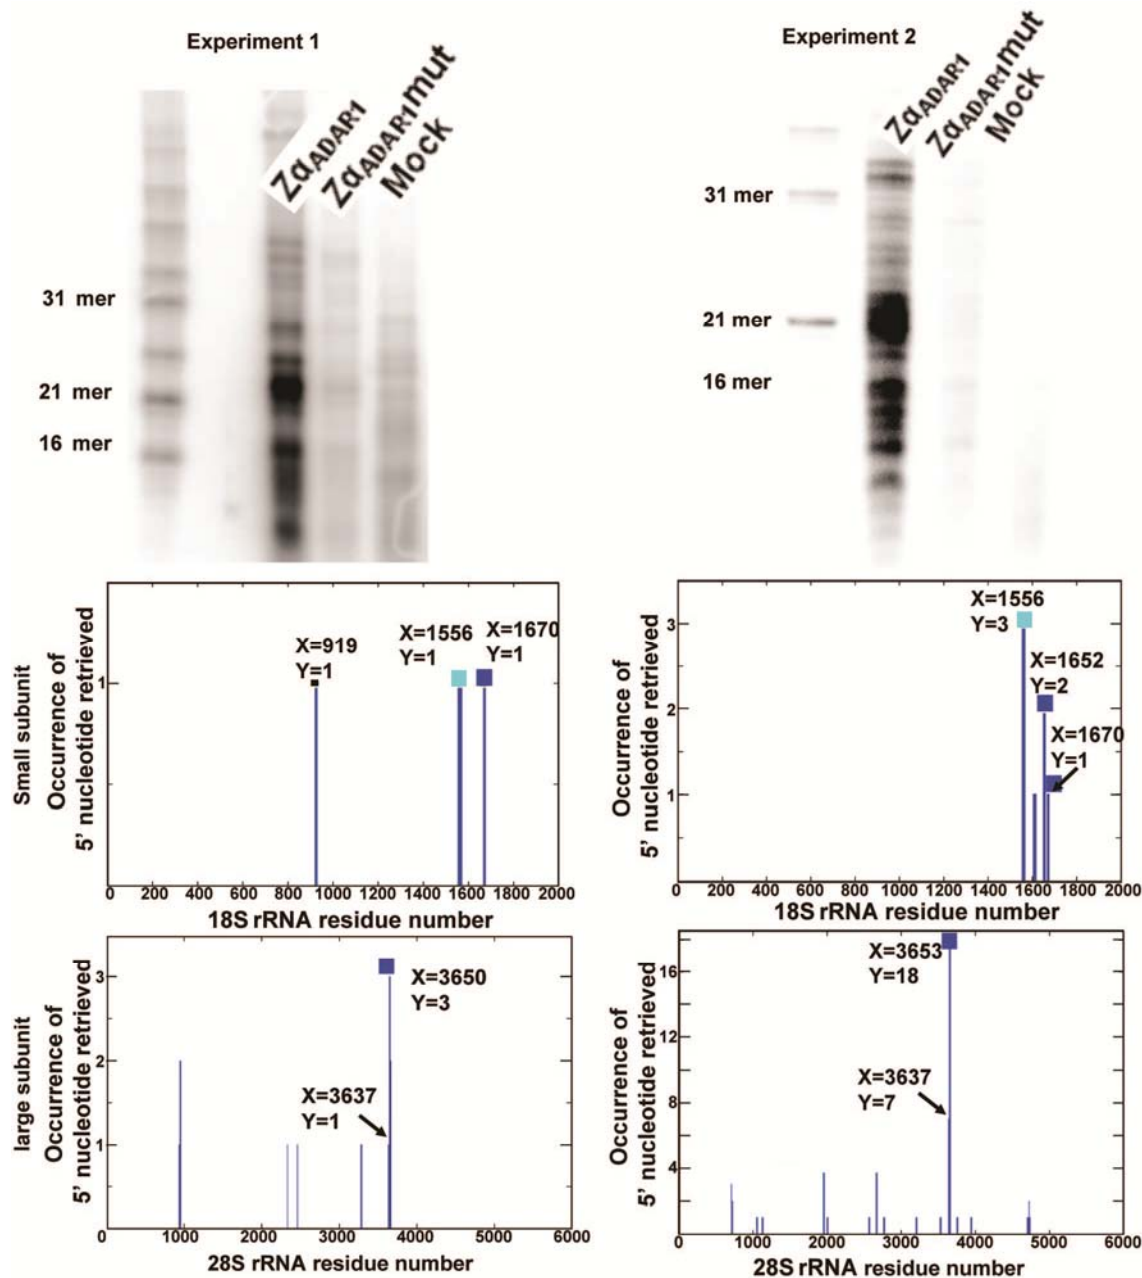 Experiment 1
ZαADAR1
ZαADAR1mut
Mock
31 mer
21 mer
16 mer
Experiment 2
ZαADAR1
ZαADAR1mut
Mock
31 mer
21 mer
16 mer
Small subunit
Occurrence of
5' nucleotide retrieved
1
X=919
Y=1
X=1556
Y=1
X=1670
Y=1
0 200 400 600 800 1000 1200 1400 1600 1800 2000
18S rRNA residue number
Occurrence of
5' nucleotide retrieved
3
2
1
X=1556
Y=3
X=1652
Y=2
X=1670
Y=1
0 200 400 600 800 1000 1200 1400 1600 1800 2000
18S rRNA residue number
large subunit
Occurrence of
5' nucleotide retrieved
3
2
1
X=3650
Y=3
X=3637
Y=1
0 1000 2000 3000 4000 5000 6000
28S rRNA residue number
Occurrence of
5' nucleotide retrieved
16
12
8
4
X=3653
Y=18
X=3637
Y=7
0 1000 2000 3000 4000 5000 6000
28S rRNA residue number